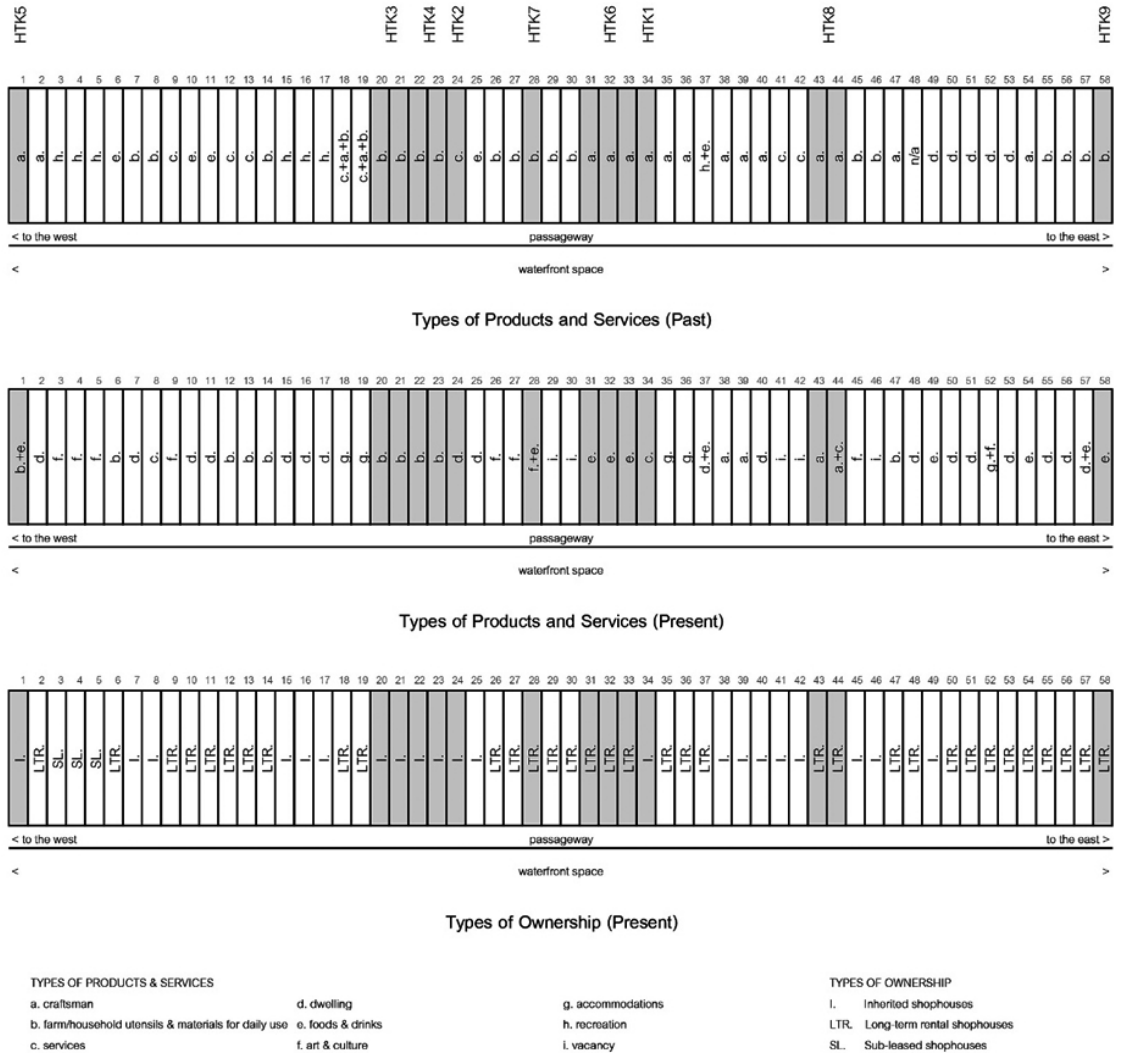 HTK5 HTK3 HTK4 HTK2 HTK7 HTK6 HTK1 HTK8 HTK9
1 2 3 4 5 6 7 8 9 10 11 12 13 14 15 16 17 18 19 20 21 22 23 24 25 26 27 28 29 30 31 32 33 34 35 36 37 38 39 40 41 42 43 44 45 46 47 48 49 50 51 52 53 54 55 56 57 58
a. a. h. h. h. e. b. b. c. e. e. c. c. b. h. h. h. c.+a.+b. c.+a.+b. b. b. b. b. c. e. b. b. b. b. b. a. a. a. a. a. a. h.+e. a. a. a. c. c. a. a. b. b. a. n/a d. d. d. d. d. a. b. b. b. b.
< to the west passageway to the east >
< waterfront space >
Types of Products and Services (Past)
1 2 3 4 5 6 7 8 9 10 11 12 13 14 15 16 17 18 19 20 21 22 23 24 25 26 27 28 29 30 31 32 33 34 35 36 37 38 39 40 41 42 43 44 45 46 47 48 49 50 51 52 53 54 55 56 57 58
b.+e. d. f. f. f. b. d. c. f. d. d. b. b. b. d. d. d. g. g. b. b. b. b. d. d. f. f. f.+e. i. i. e. e. e. c. g. g. d.+e. a. a. d. i. i. a. a.+c. f. i. b. d. e. d. d. g.+f. d. e. d. d. d.+e. e.
< to the west passageway to the east >
< waterfront space >
Types of Products and Services (Present)
1 2 3 4 5 6 7 8 9 10 11 12 13 14 15 16 17 18 19 20 21 22 23 24 25 26 27 28 29 30 31 32 33 34 35 36 37 38 39 40 41 42 43 44 45 46 47 48 49 50 51 52 53 54 55 56 57 58
I. LTR. SL. SL. SL. LTR. I. I. LTR. LTR. LTR. LTR. LTR. LTR. I. I. I. LTR. LTR. I. I. I. I. I. I. LTR. LTR. LTR. LTR. LTR. LTR. LTR. LTR. I. LTR. LTR. LTR. I. I. I. I. I. LTR. LTR. I. I. LTR. LTR. I. LTR. LTR. LTR. LTR. LTR. LTR. LTR. LTR. LTR.
< to the west passageway to the east >
< waterfront space >
Types of Ownership (Present)
TYPES OF PRODUCTS & SERVICES TYPES OF OWNERSHIP
a. craftsman d. dwelling g. accommodations I. Inherited shophouses
b. farm/household utensils & materials for daily use e. foods & drinks h. recreation LTR. Long-term rental shophouses
c. services f. art & culture i. vacancy SL. Sub-leased shophouses